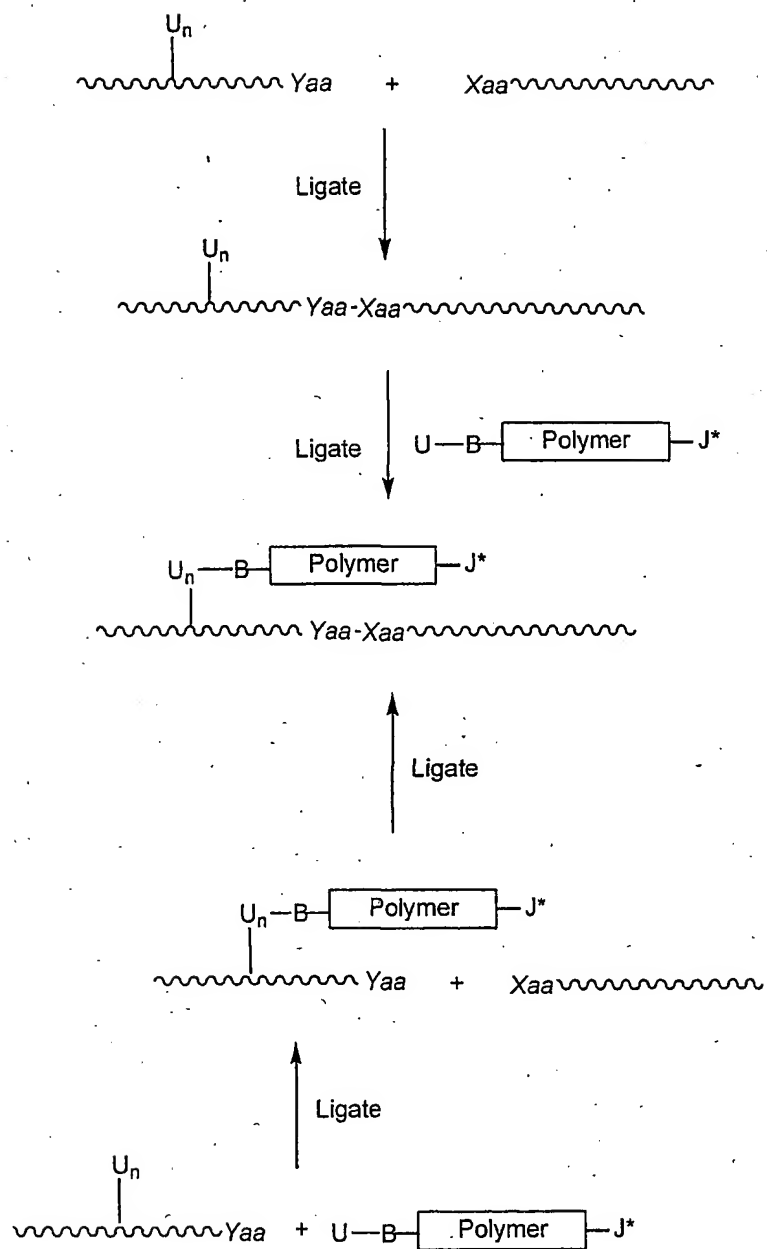 Uₙ
Yaa + Xaa
Ligate
Uₙ
Yaa-Xaa
Ligate U—B—Polymer—J*
Uₙ—B—Polymer—J*
Yaa-Xaa
Ligate
Uₙ—B—Polymer—J*
Yaa + Xaa
Ligate
Uₙ
Yaa + U—B—Polymer—J*